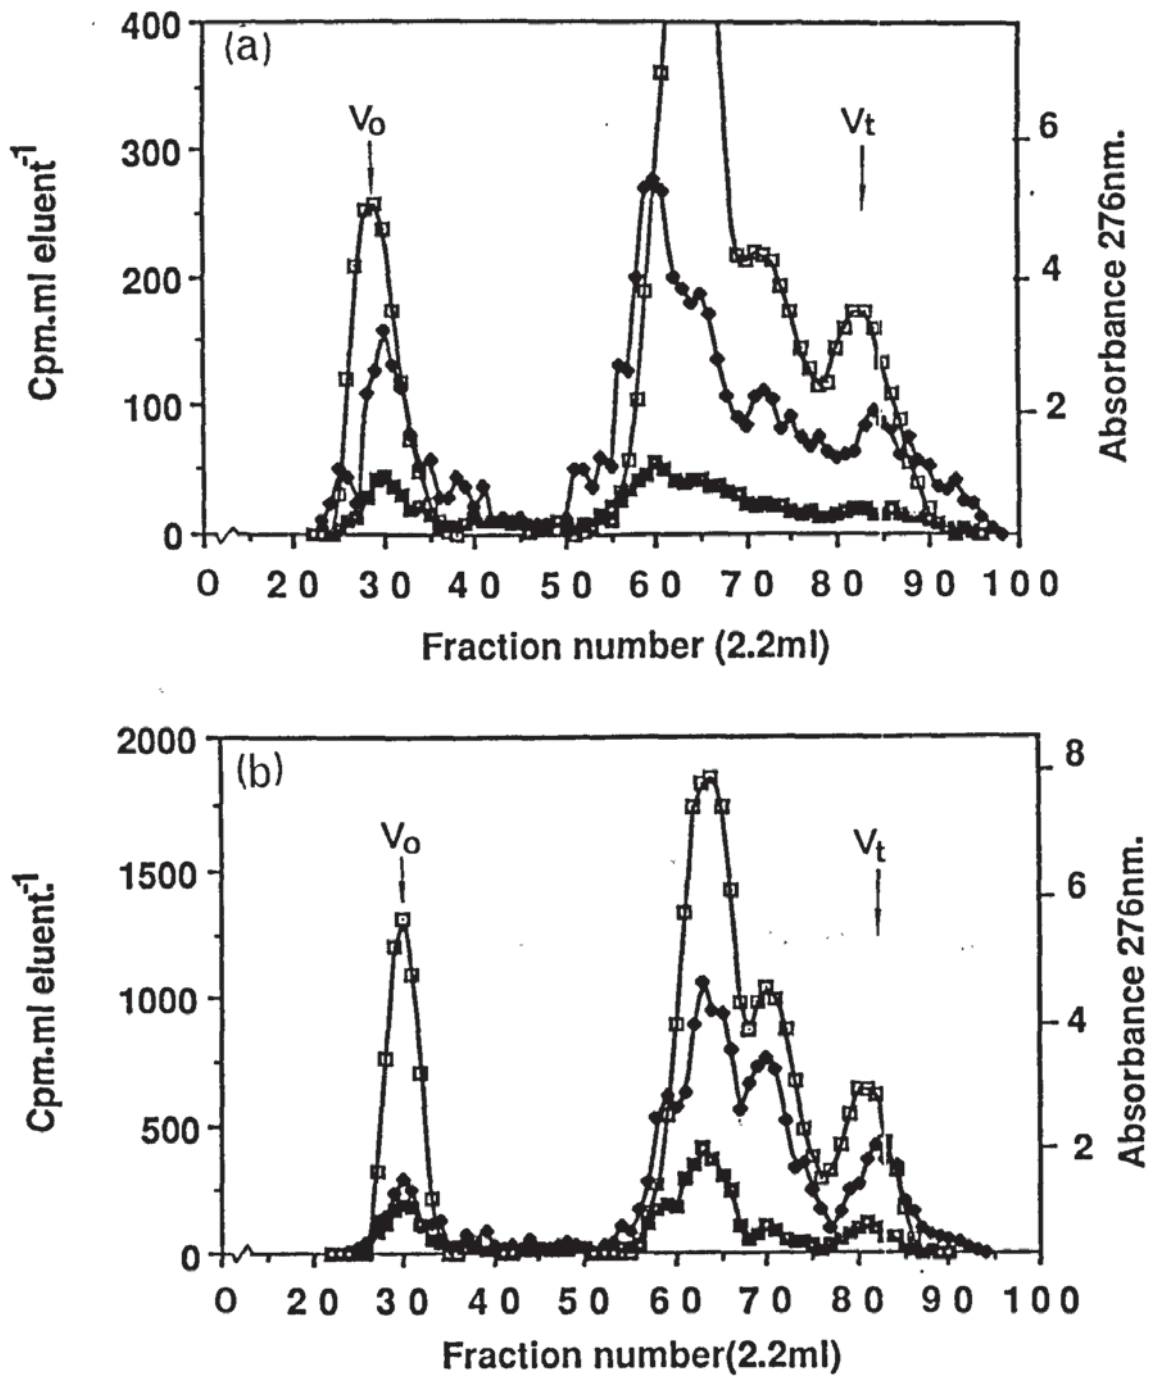 (a)
400
300
200
100
0
Cpm.ml eluent-1
Vo
Vt
6
4
2
Absorbance 276nm.
0 20 30 40 50 60 70 80 90 100
Fraction number (2.2ml)
(b)
2000
1500
1000
500
0
Cpm.ml eluent.-1
Vo
Vt
8
6
4
2
Absorbance 276nm.
0 20 30 40 50 60 70 80 90 100
Fraction number(2.2ml)